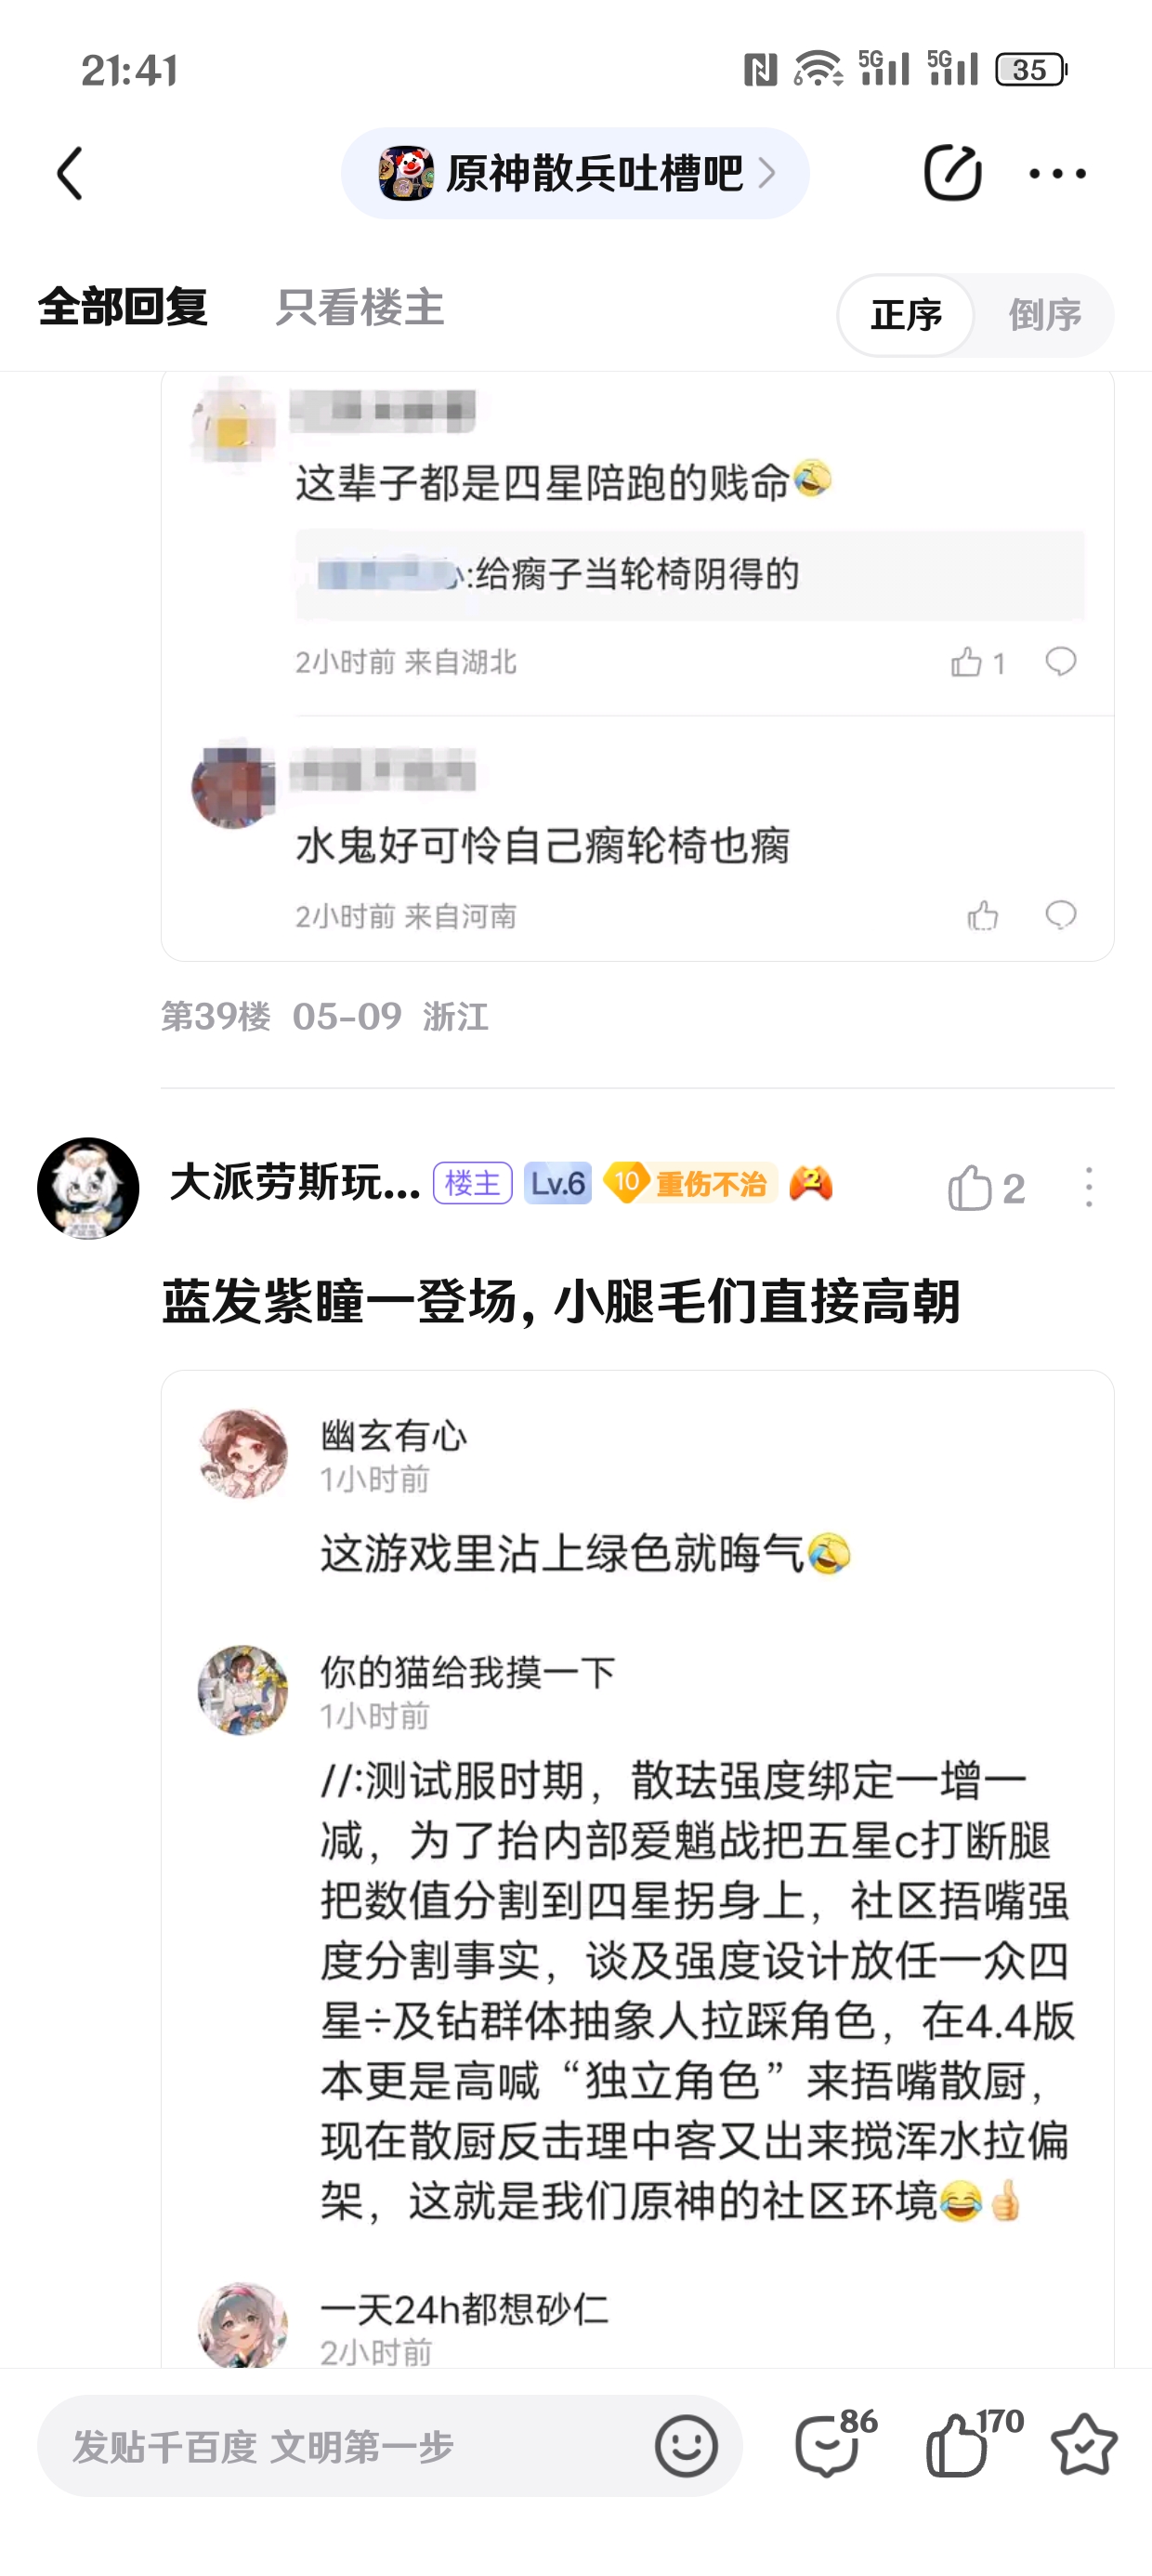 21:41
5G
5G
35
原神散兵吐槽吧
全部回复
只看楼主
正序
倒序
这辈子都是四星陪跑的贱命🤣
:给瘸子当轮椅阴得的
2小时前 来自湖北
1
水鬼好可怜自己瘸轮椅也瘸
2小时前 来自河南
第39楼 05-09 浙江
大派劳斯玩...
楼主
Lv.6
10
重伤不治
2
2
蓝发紫瞳一登场，小腿毛们直接高朝
幽玄有心
1小时前
这游戏里沾上绿色就晦气🤣
你的猫给我摸一下
1小时前
//:测试服时期，散珐强度绑定一增一
减，为了抬内部爱魈战把五星c打断腿
把数值分割到四星拐身上，社区捂嘴强
度分割事实，谈及强度设计放任一众四
星÷及钻群体抽象人拉踩角色，在4.4版
本更是高喊“独立角色”来捂嘴散厨，
现在散厨反击理中客又出来搅浑水拉偏
架，这就是我们原神的社区环境😂👍
一天24h都想砂仁
2小时前
发贴千百度 文明第一步
86
170